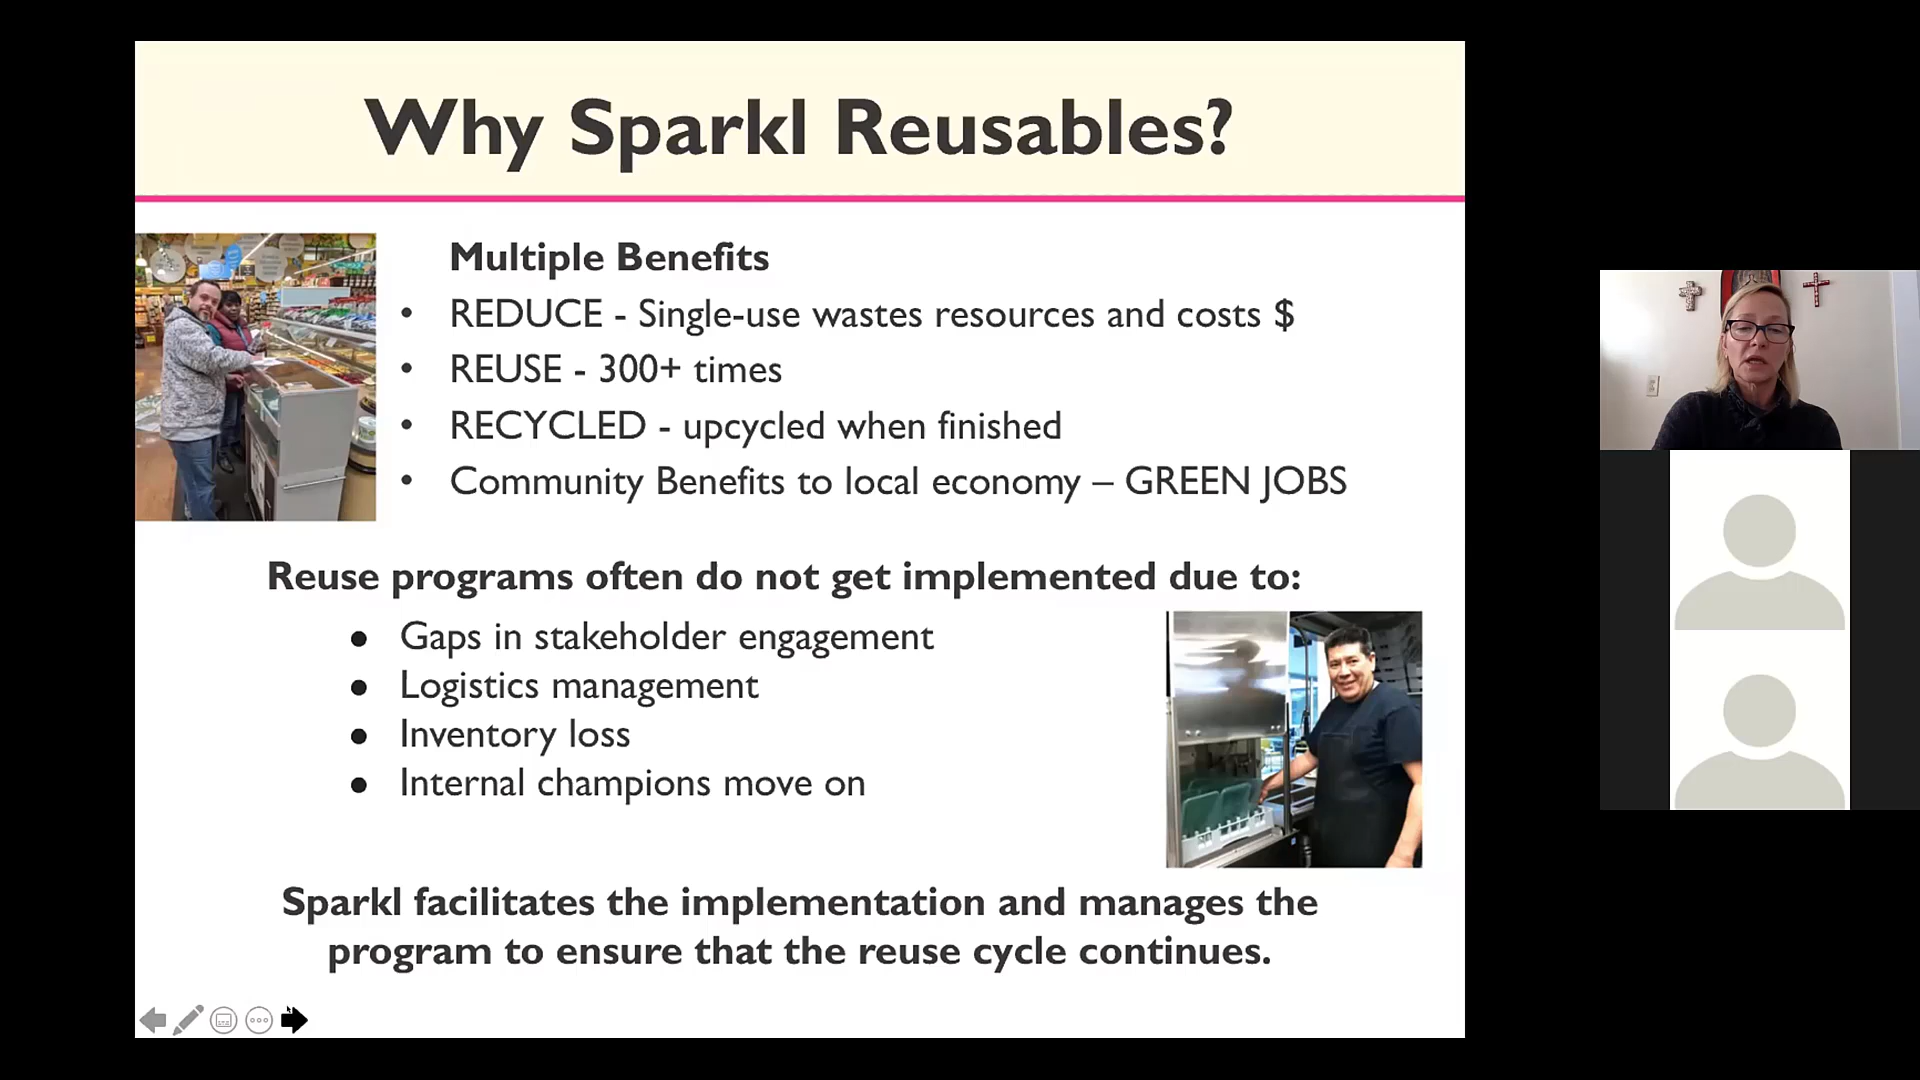 Why Sparkl Reusables?
Multiple Benefits
• REDUCE - Single-use wastes resources and costs $
• REUSE - 300+ times
• RECYCLED - upcycled when finished
• Community Benefits to local economy – GREEN JOBS
Reuse programs often do not get implemented due to:
● Gaps in stakeholder engagement
● Logistics management
● Inventory loss
● Internal champions move on
Sparkl facilitates the implementation and manages the
program to ensure that the reuse cycle continues.